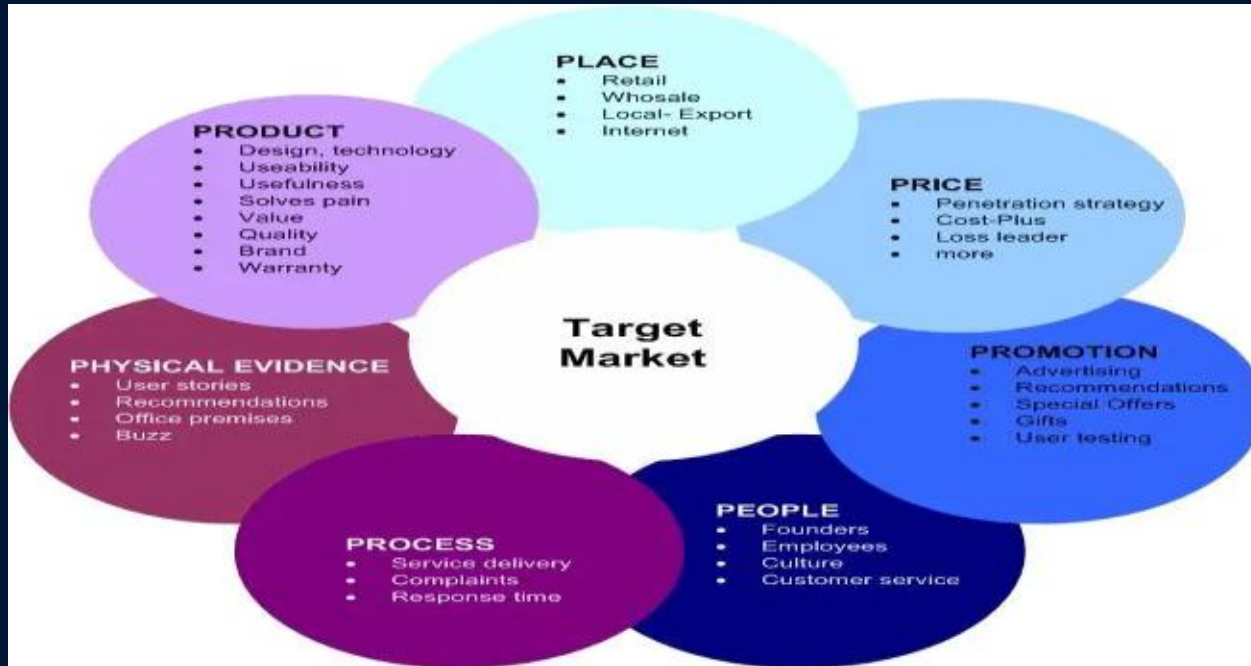 PLACE
• Retail
• Whosale
• Local- Export
• Internet
PRODUCT
• Design, technology
• Useability
• Usefulness
• Solves pain
• Value
• Quality
• Brand
• Warranty
PRICE
• Penetration strategy
• Cost-Plus
• Loss leader
• more
Target
Market
PHYSICAL EVIDENCE
• User stories
• Recommendations
• Office premises
• Buzz
PROMOTION
• Advertising
• Recommendations
• Special Offers
• Gifts
• User testing
PROCESS
• Service delivery
• Complaints
• Response time
PEOPLE
• Founders
• Employees
• Culture
• Customer service